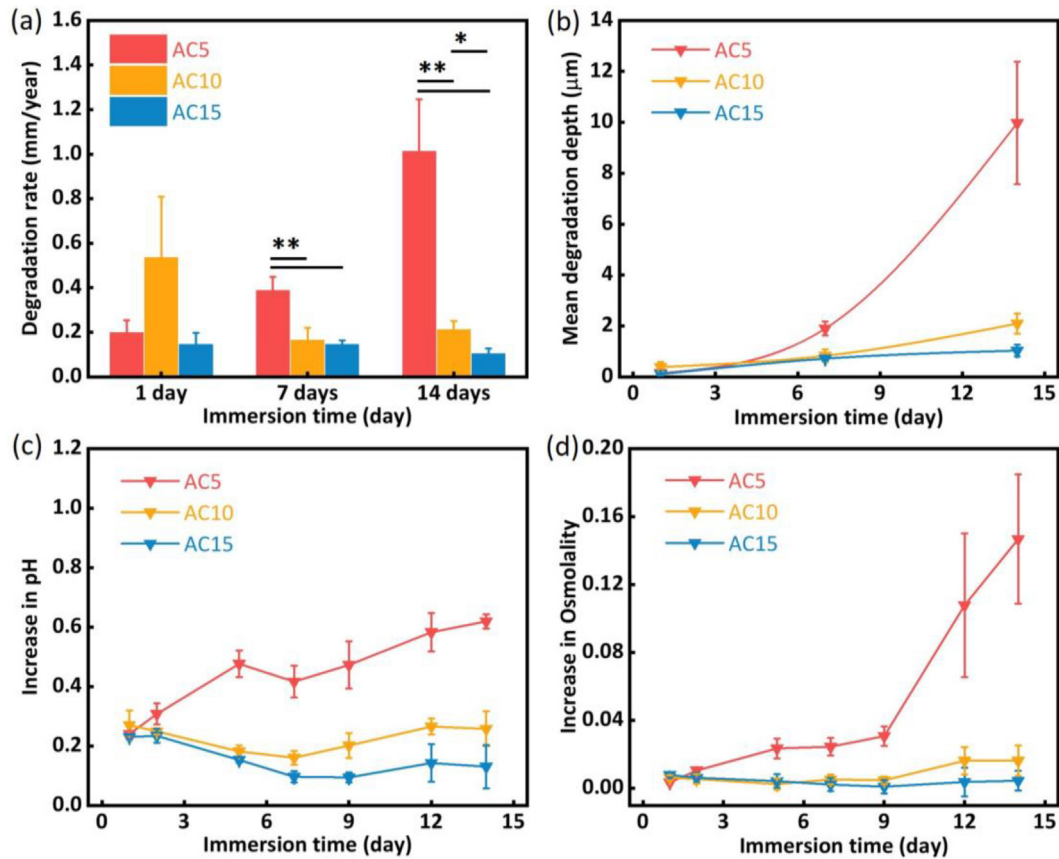 (a)
1.6
1.4
1.2
1.0
0.8
0.6
0.4
0.2
0.0
Degradation rate (mm/year)
AC5
AC10
AC15
*
**
**
1 day 7 days 14 days
Immersion time (day)
(b)
14
12
10
8
6
4
2
0
Mean degradation depth (μm)
AC5
AC10
AC15
0 3 6 9 12 15
Immersion time (day)
(c)
1.2
1.0
0.8
0.6
0.4
0.2
0.0
Increase in pH
AC5
AC10
AC15
0 3 6 9 12 15
Immersion time (day)
(d)
0.20
0.16
0.12
0.08
0.04
0.00
Increase in Osmolality
AC5
AC10
AC15
0 3 6 9 12 15
Immersion time (day)